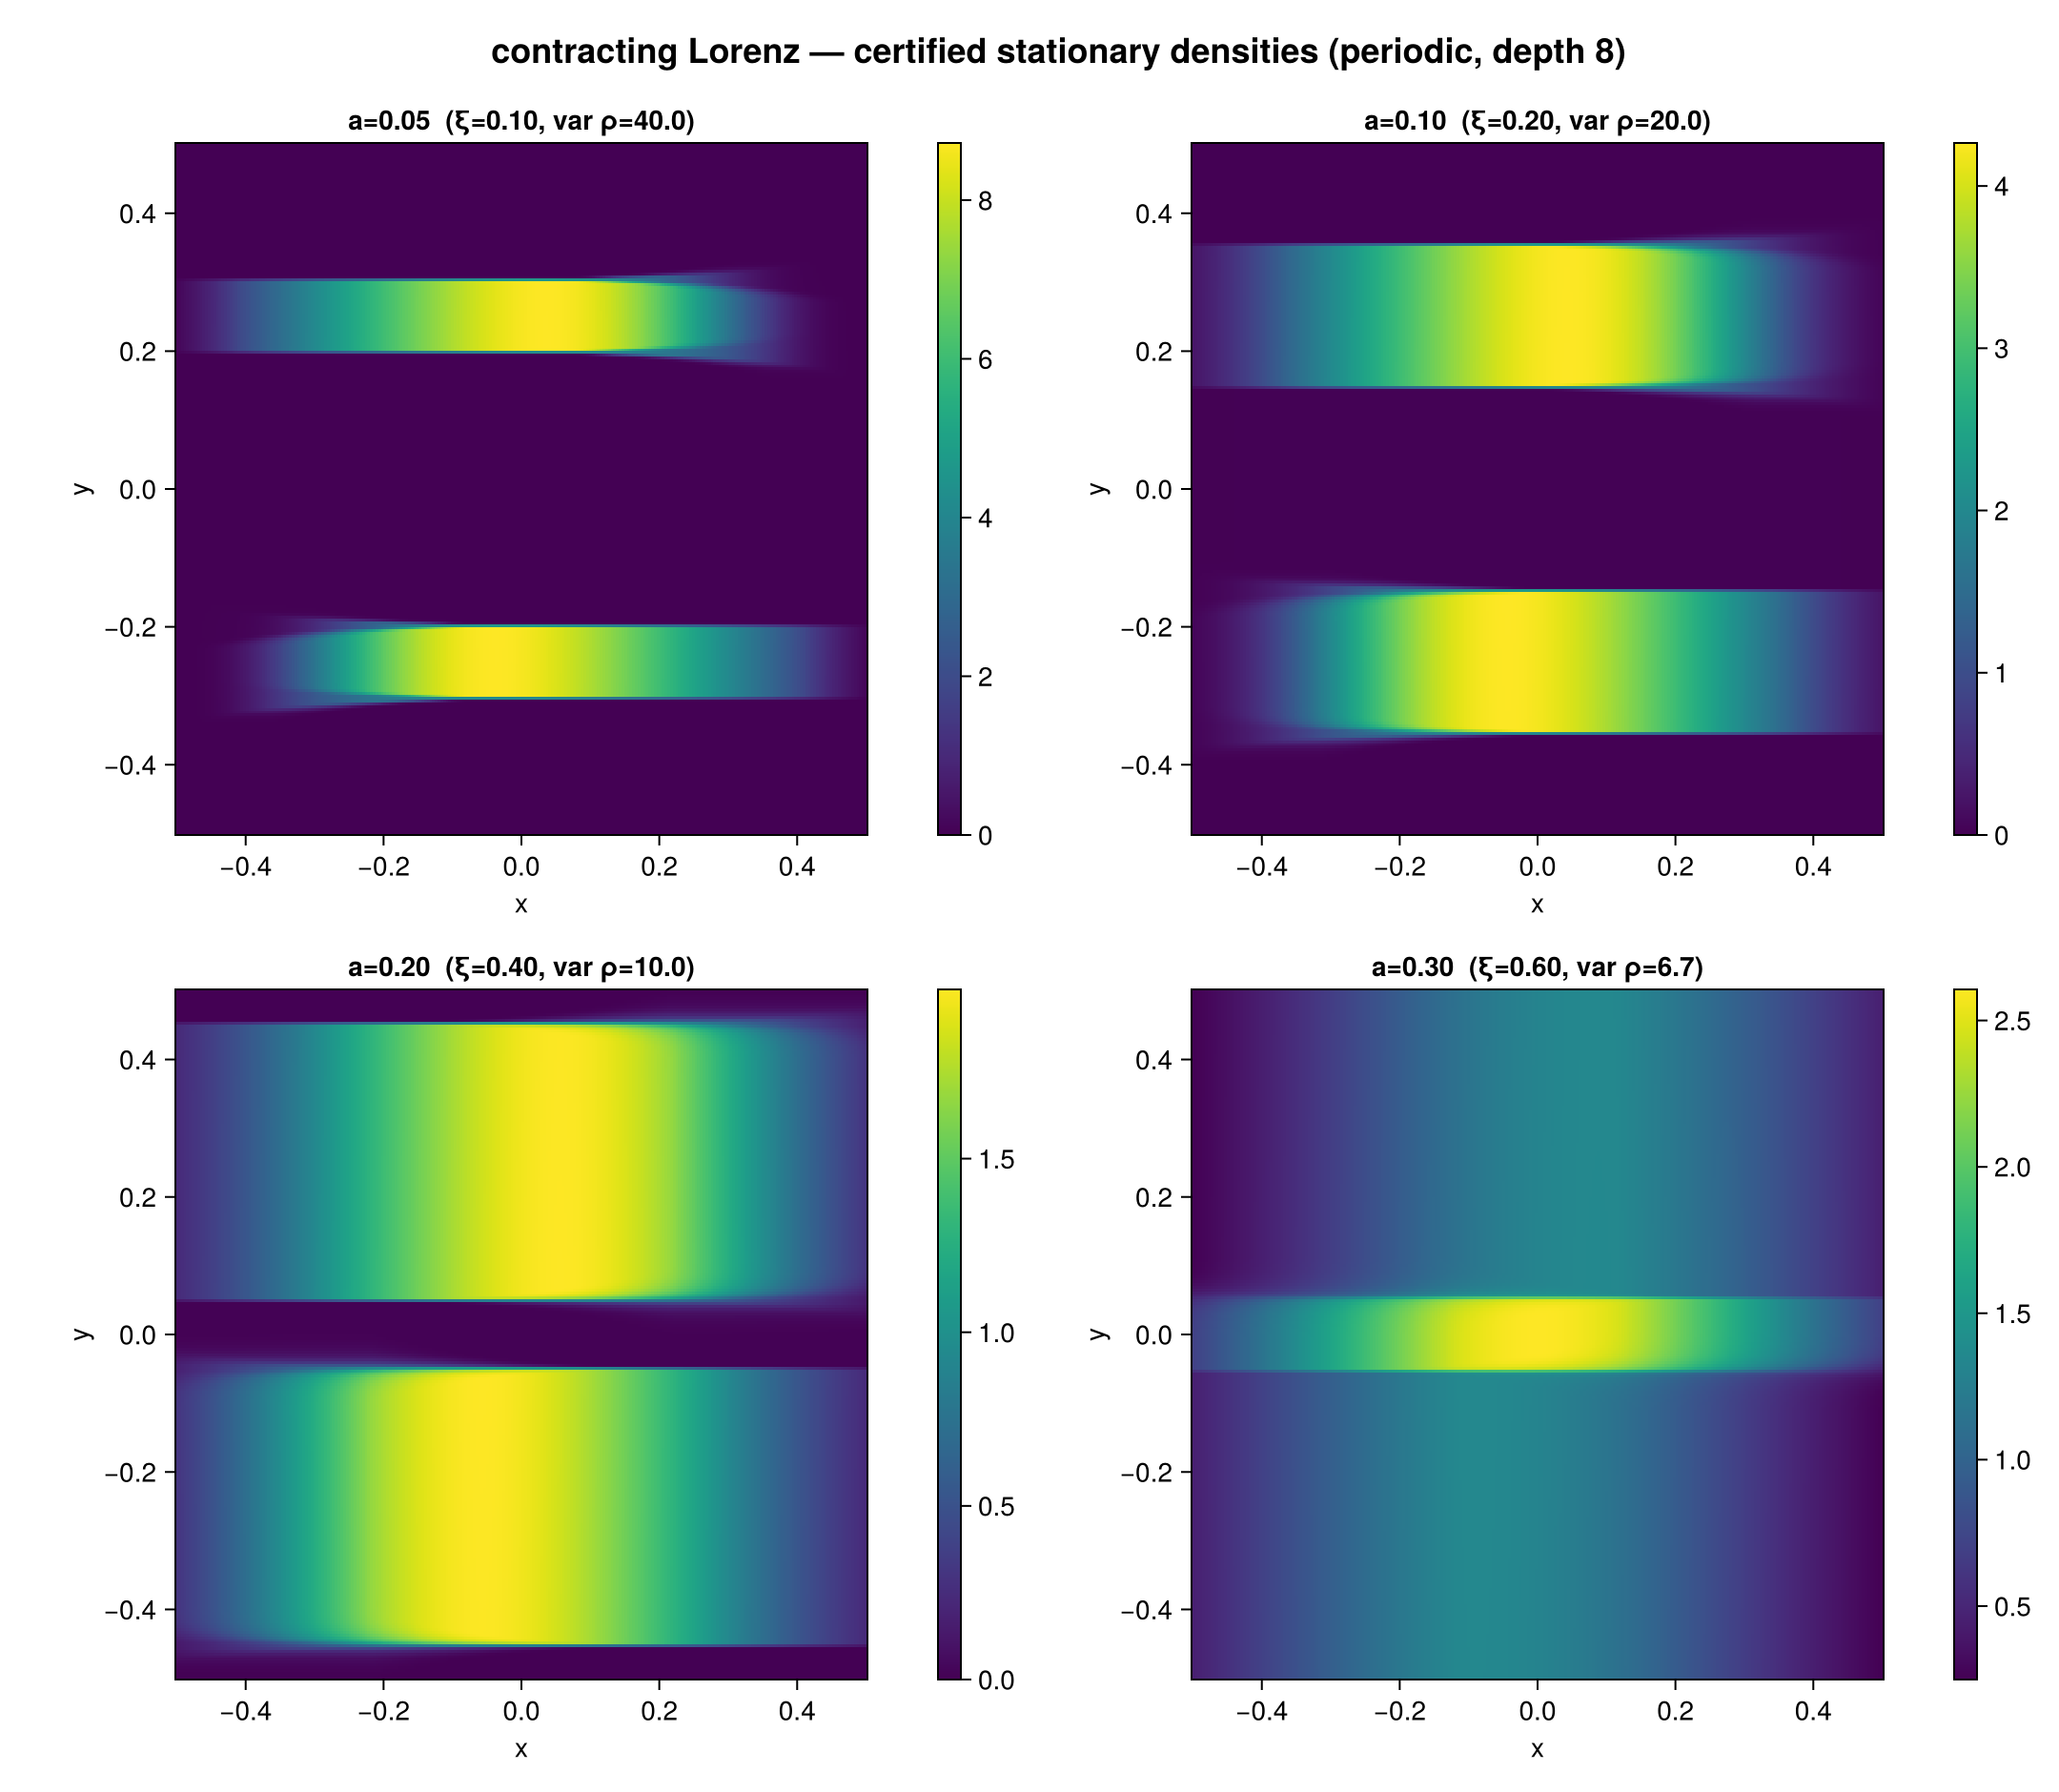 contracting Lorenz — certified stationary densities (periodic, depth 8)
a=0.05  (ξ=0.10, var ρ=40.0)
y
0.4
0.2
0.0
−0.2
−0.4
−0.4 −0.2 0.0 0.2 0.4
x
8
6
4
2
0
a=0.10  (ξ=0.20, var ρ=20.0)
y
0.4
0.2
0.0
−0.2
−0.4
−0.4 −0.2 0.0 0.2 0.4
x
4
3
2
1
0
a=0.20  (ξ=0.40, var ρ=10.0)
y
0.4
0.2
0.0
−0.2
−0.4
−0.4 −0.2 0.0 0.2 0.4
x
1.5
1.0
0.5
0.0
a=0.30  (ξ=0.60, var ρ=6.7)
y
0.4
0.2
0.0
−0.2
−0.4
−0.4 −0.2 0.0 0.2 0.4
x
2.5
2.0
1.5
1.0
0.5